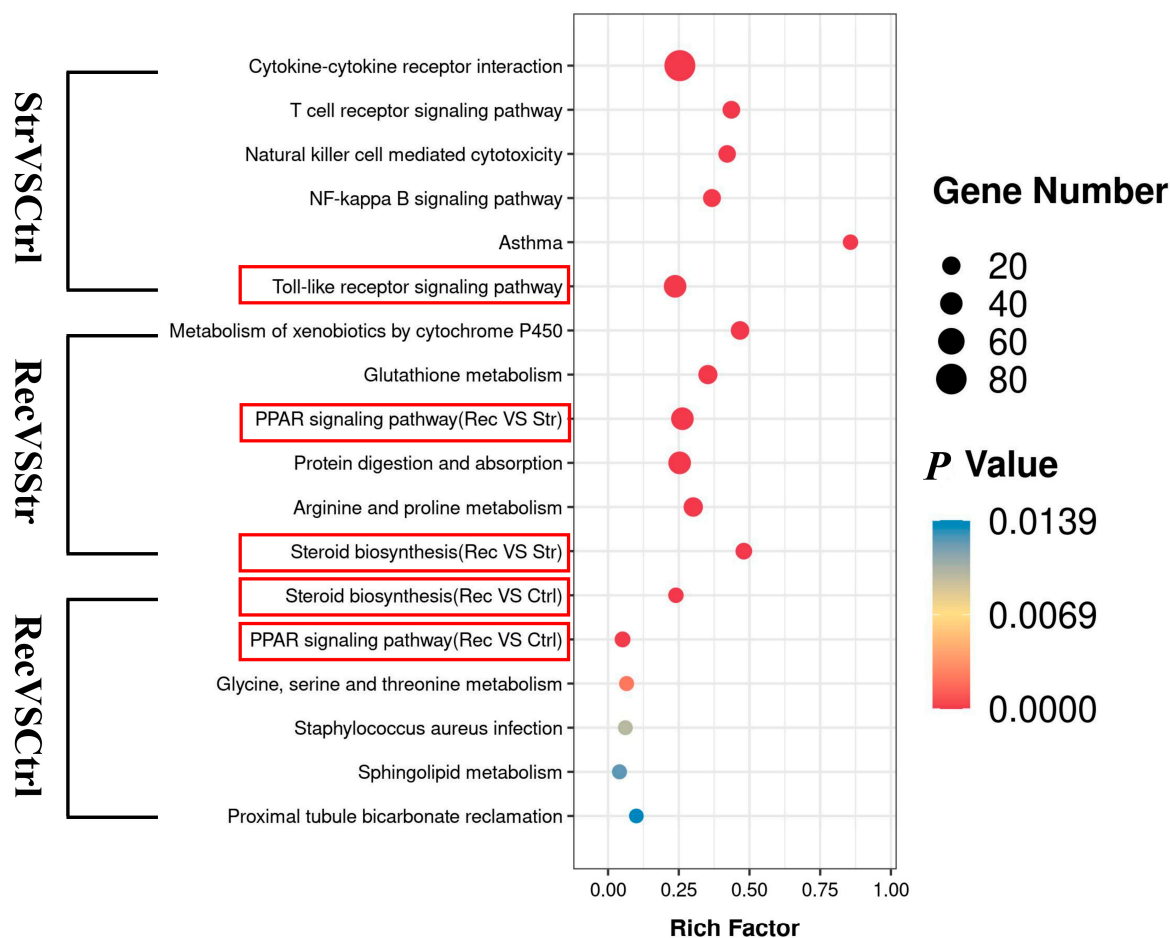 StrVSCtrl
Cytokine-cytokine receptor interaction
T cell receptor signaling pathway
Natural killer cell mediated cytotoxicity
NF-kappa B signaling pathway
Asthma
Toll-like receptor signaling pathway
RecVSStr
Metabolism of xenobiotics by cytochrome P450
Glutathione metabolism
PPAR signaling pathway(Rec VS Str)
Protein digestion and absorption
Arginine and proline metabolism
Steroid biosynthesis(Rec VS Str)
RecVSCtrl
Steroid biosynthesis(Rec VS Ctrl)
PPAR signaling pathway(Rec VS Ctrl)
Glycine, serine and threonine metabolism
Staphylococcus aureus infection
Sphingolipid metabolism
Proximal tubule bicarbonate reclamation
0.00 0.25 0.50 0.75 1.00
Rich Factor
Gene Number
20
40
60
80
P Value
0.0139
0.0069
0.0000